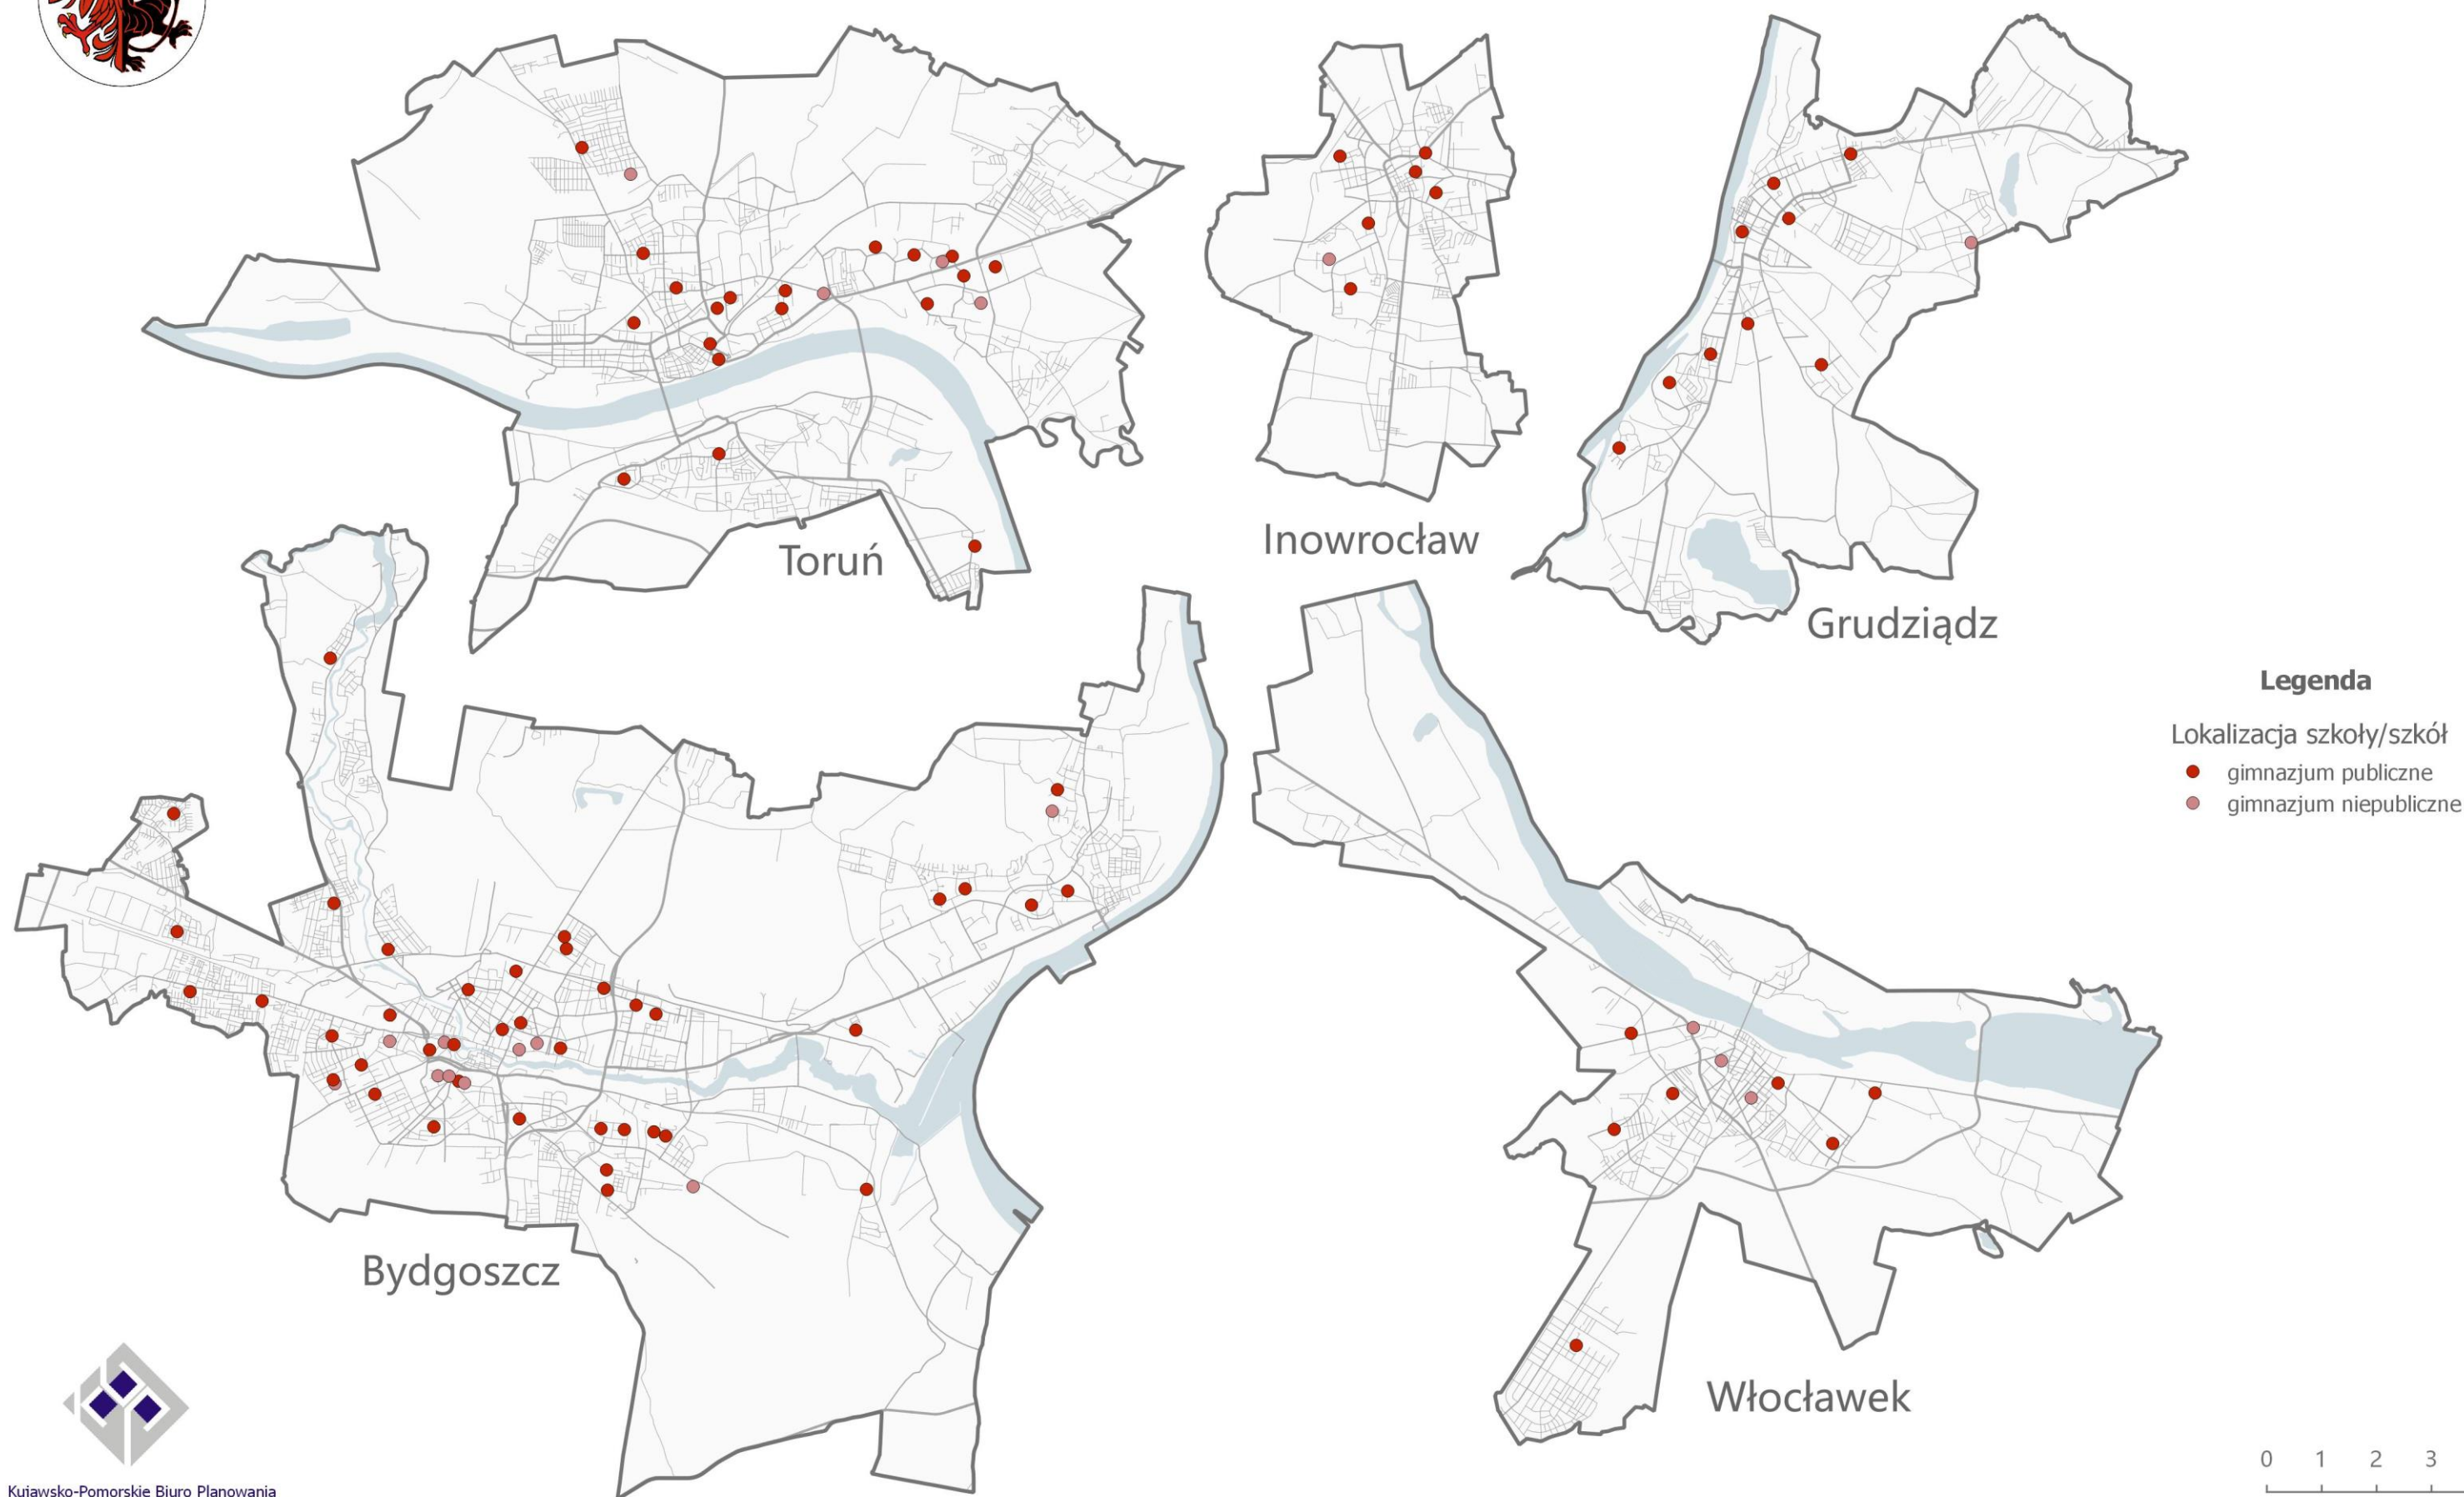 Toruń
Inowrocław
Grudziądz
Legenda
Lokalizacja szkoły/szkół
gimnazjum publiczne
gimnazjum niepubliczne
Bydgoszcz
Włocławek
0 1 2 3
Kujawsko-Pomorskie Biuro Planowania